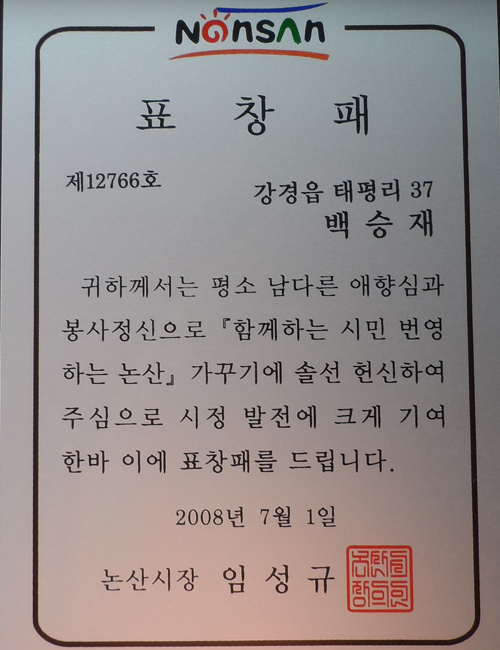 NONSAN
표 창 패
제12766호
강경읍 태평리 37
백 승 재
귀하께서는 평소 남다른 애향심과
봉사정신으로 『함께하는 시민 번영
하는 논산』 가꾸기에 솔선 헌신하여
주심으로 시정 발전에 크게 기여
한바 이에 표창패를 드립니다.
2008년 7월 1일
논산시장 임 성 규